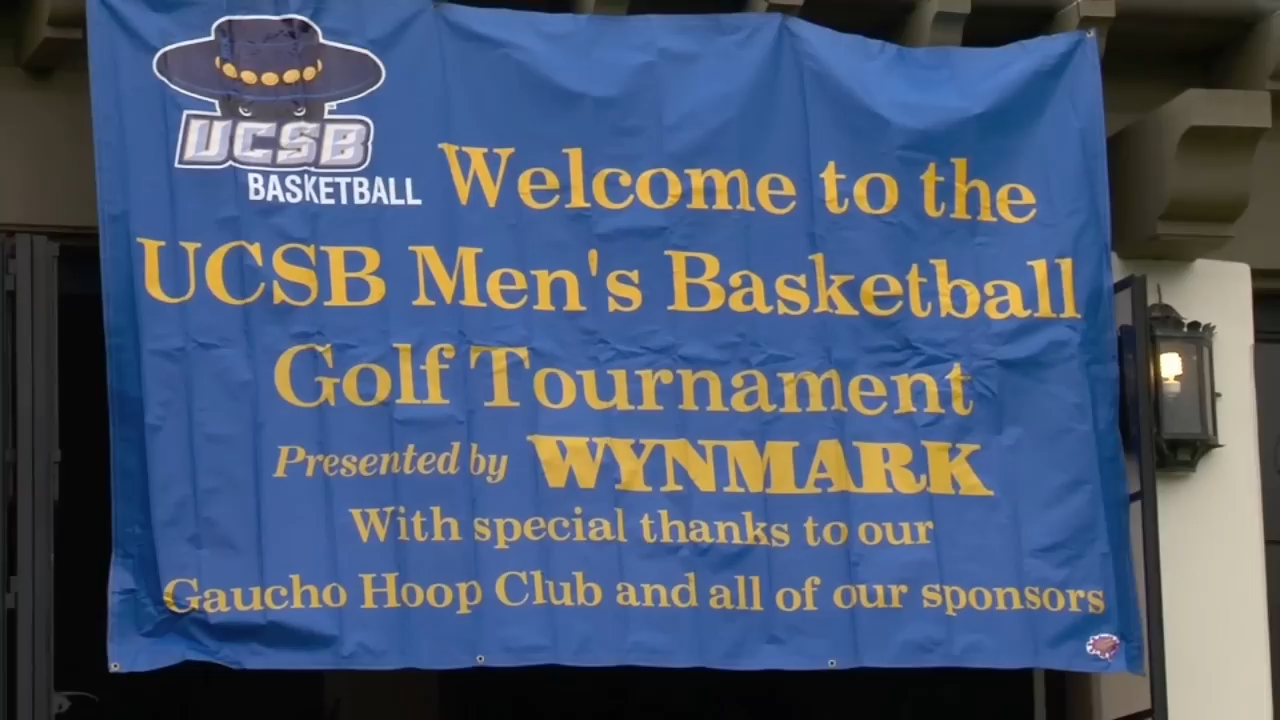 UCSB
BASKETBALL
Welcome to the
UCSB Men's Basketball
Golf Tournament
Presented by WYNMARK
With special thanks to our
Gaucho Hoop Club and all of our sponsors